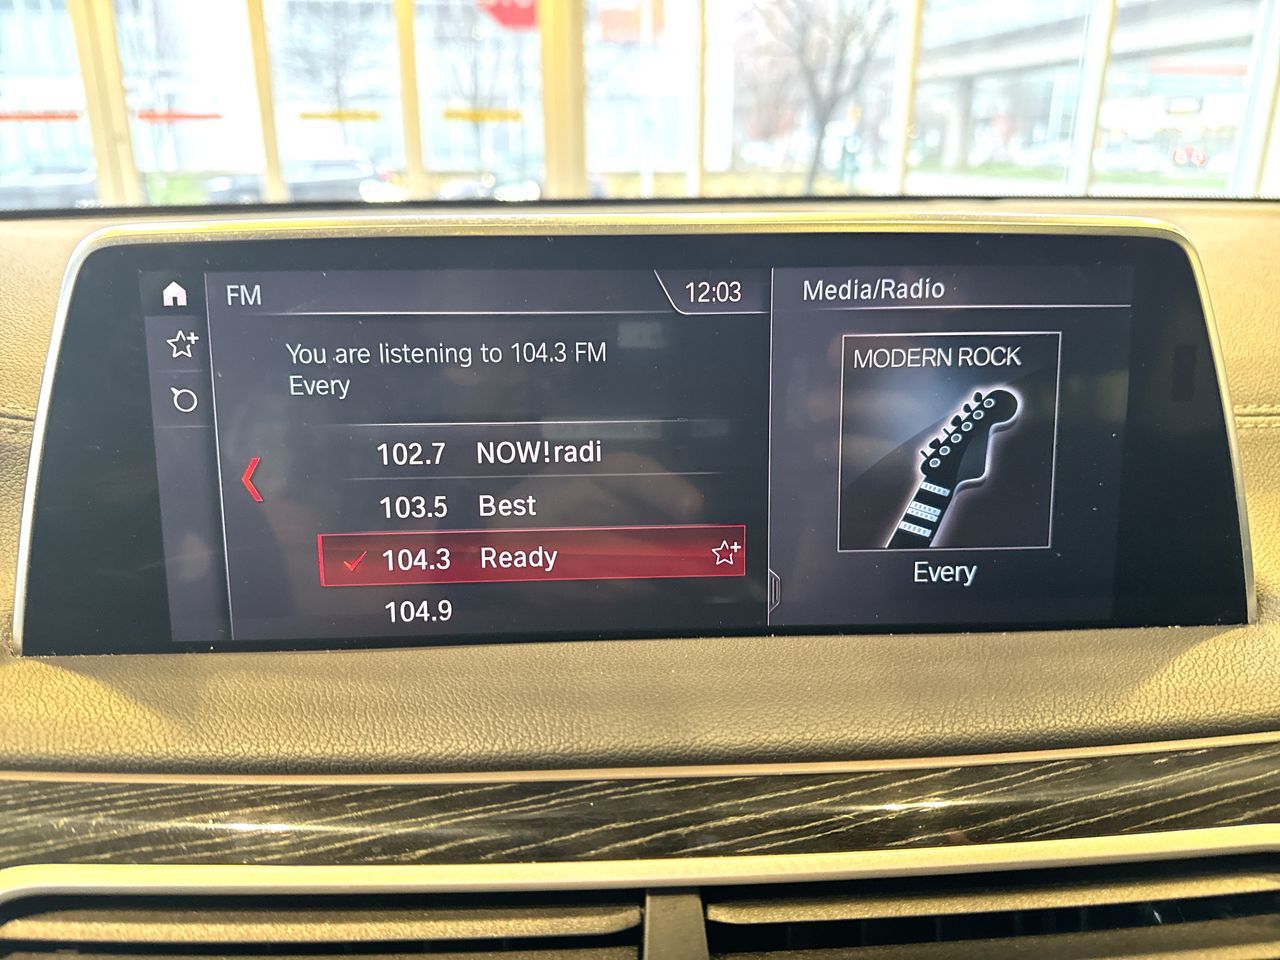 FM
12:03
You are listening to 104.3 FM
Every
102.7 NOW!radi
103.5 Best
104.3 Ready
104.9
Media/Radio
MODERN ROCK
Every